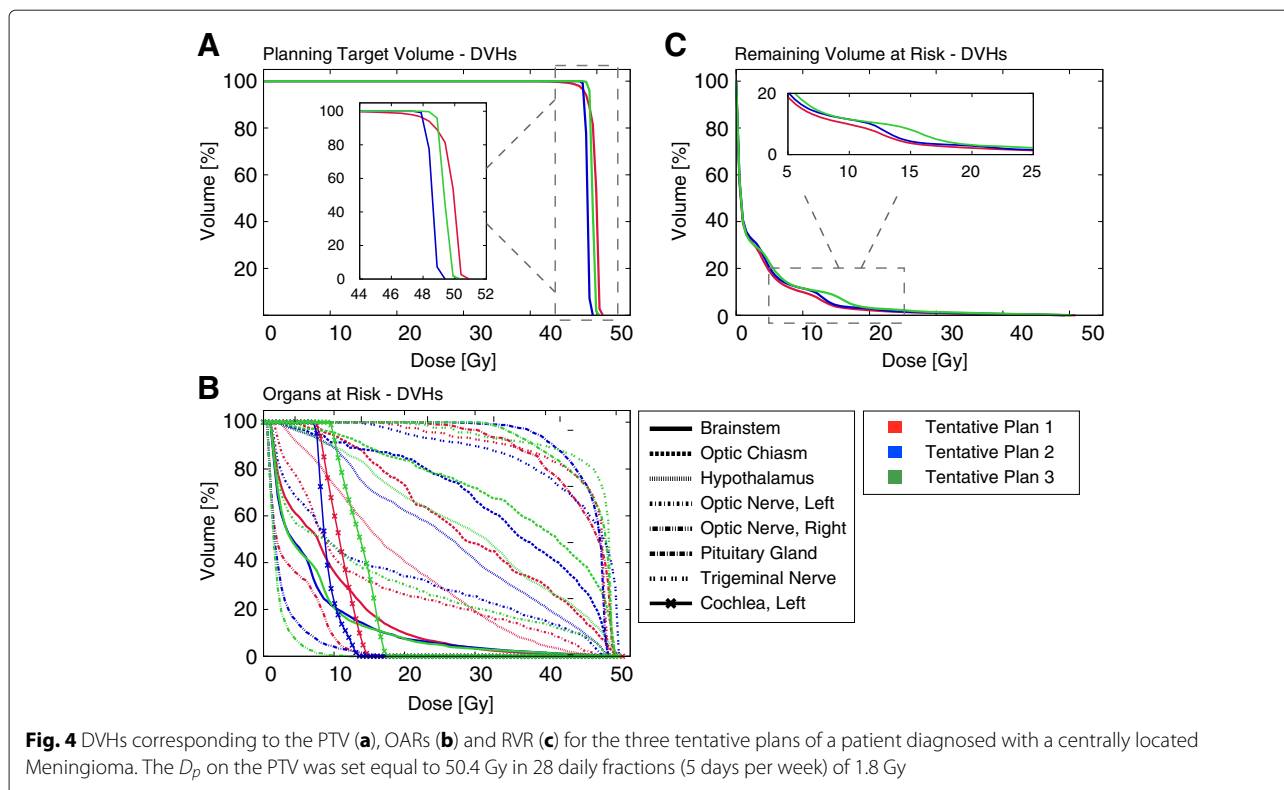 A
Planning Target Volume - DVHs
100
80
60
40
20
Volume [%]
0
10
20
30
40
50
Dose [Gy]
100
80
60
40
20
0
44
46
48
50
52
C
Remaining Volume at Risk - DVHs
100
80
60
40
20
Volume [%]
0
10
20
30
40
50
Dose [Gy]
20
0
5
10
15
20
25
B
Organs at Risk - DVHs
100
80
60
40
20
0
Volume [%]
0
10
20
30
40
50
Dose [Gy]
Brainstem
Optic Chiasm
Hypothalamus
Optic Nerve, Left
Optic Nerve, Right
Pituitary Gland
Trigeminal Nerve
Cochlea, Left
Tentative Plan 1
Tentative Plan 2
Tentative Plan 3
Fig. 4 DVHs corresponding to the PTV (a), OARs (b) and RVR (c) for the three tentative plans of a patient diagnosed with a centrally located
Meningioma. The Dp on the PTV was set equal to 50.4 Gy in 28 daily fractions (5 days per week) of 1.8 Gy